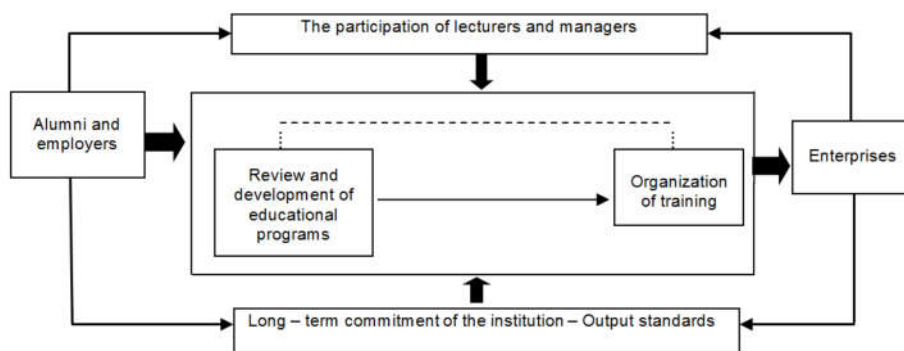 The participation of lecturers and managers
Alumni and
employers
Review and
development of
educational
programs
Organization
of training
Enterprises
Long – term commitment of the institution – Output standards